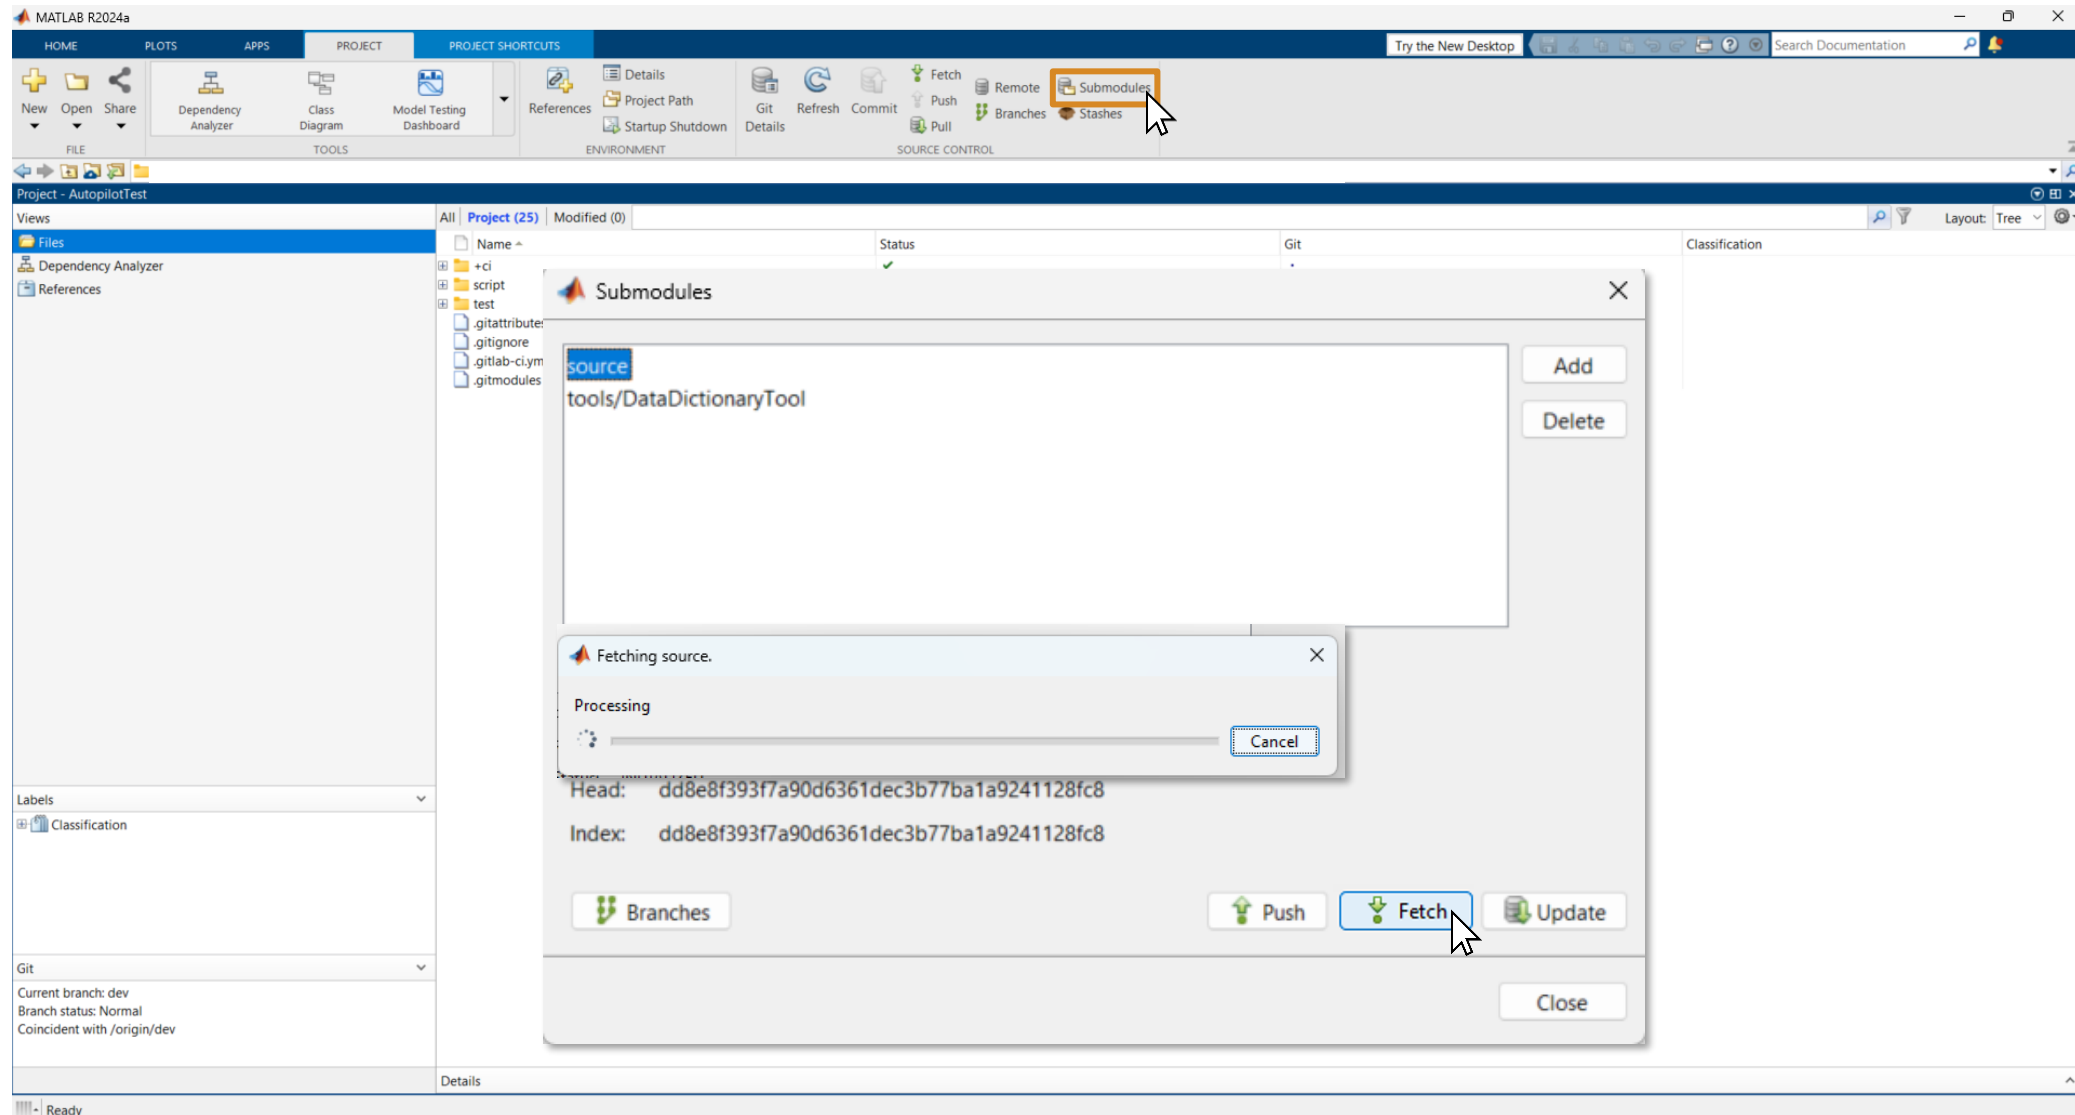 MATLAB R2024a
HOME PLOTS APPS PROJECT PROJECT SHORTCUTS Try the New Desktop Search Documentation
New Open Share Dependency Analyzer Class Diagram Model Testing Dashboard References Details Project Path Startup Shutdown Git Details Refresh Commit Fetch Push Pull Remote Branches Submodules Stashes
FILE TOOLS ENVIRONMENT SOURCE CONTROL
Project - AutopilotTest
Views All Project (25) Modified (0) Layout: Tree
Files Name Status Git Classification
Dependency Analyzer
References
+ci
script
test
.gitattributes
.gitignore
.gitlab-ci.ym
.gitmodules
Submodules
source
tools/DataDictionaryTool
Add
Delete
Fetching source.
Processing
Cancel
Head: dd8e8f393f7a90d6361dec3b77ba1a9241128fc8
Index: dd8e8f393f7a90d6361dec3b77ba1a9241128fc8
Branches Push Fetch Update
Close
Labels
Classification
Git
Current branch: dev
Branch status: Normal
Coincident with /origin/dev
Details
Ready